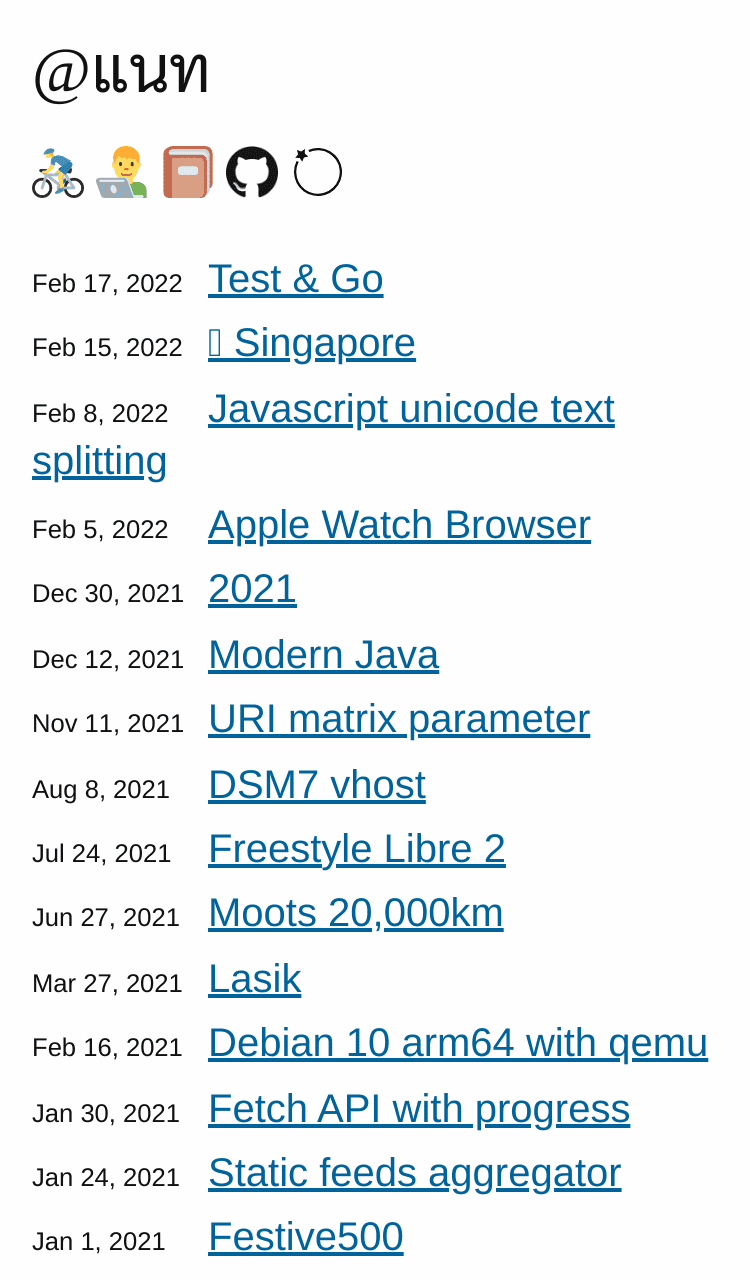 @แนท
Feb 17, 2022 Test & Go
Feb 15, 2022 Singapore
Feb 8, 2022 Javascript unicode text
splitting
Feb 5, 2022 Apple Watch Browser
Dec 30, 2021 2021
Dec 12, 2021 Modern Java
Nov 11, 2021 URI matrix parameter
Aug 8, 2021 DSM7 vhost
Jul 24, 2021 Freestyle Libre 2
Jun 27, 2021 Moots 20,000km
Mar 27, 2021 Lasik
Feb 16, 2021 Debian 10 arm64 with qemu
Jan 30, 2021 Fetch API with progress
Jan 24, 2021 Static feeds aggregator
Jan 1, 2021 Festive500